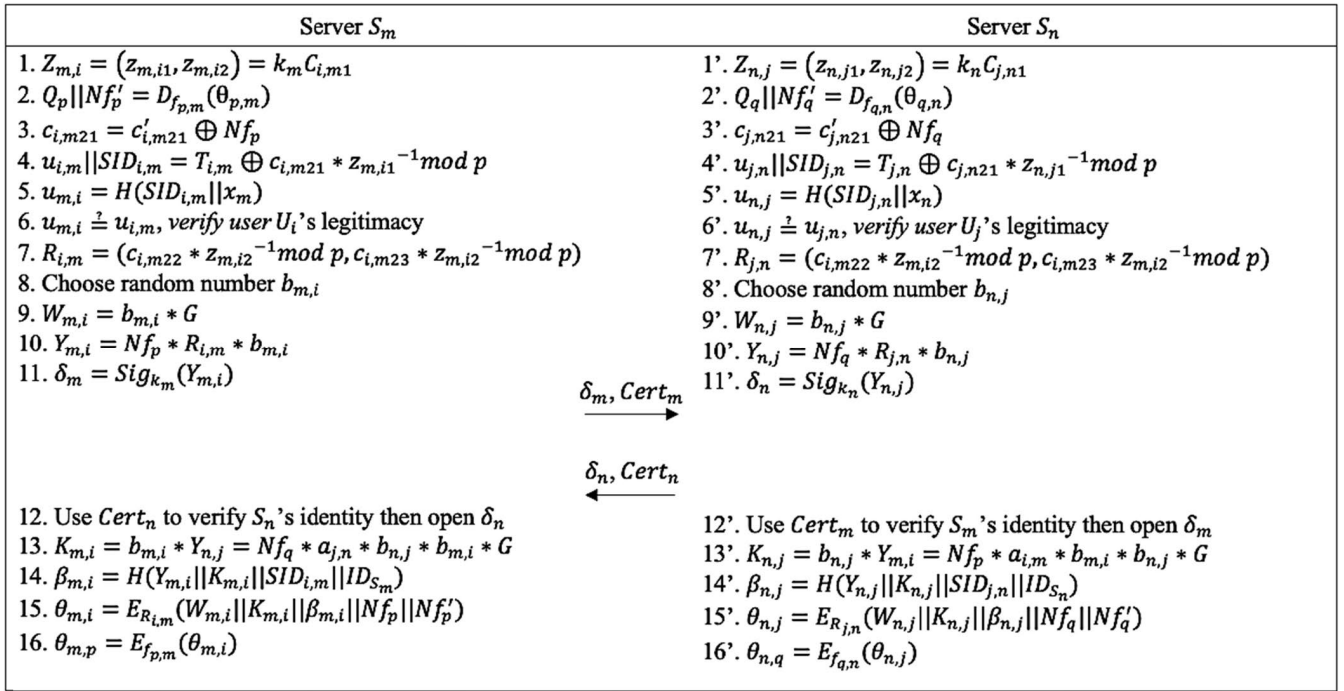 Server Sₘ
1. Z_{m,i} = (z_{m,i1}, z_{m,i2}) = k_m C_{i,m1}
2. Q_p||Nf_p′ = D_{f_{p,m}}(θ_{p,m})
3. c_{i,m21} = c′_{i,m21} ⊕ Nf_p
4. u_{i,m}||SID_{i,m} = T_{i,m} ⊕ c_{i,m21} * z_{m,i1}⁻¹ mod p
5. u_{m,i} = H(SID_{i,m}||x_m)
6. u_{m,i} ≟ u_{i,m}, verify user U_i's legitimacy
7. R_{i,m} = (c_{i,m22} * z_{m,i2}⁻¹ mod p, c_{i,m23} * z_{m,i2}⁻¹ mod p)
8. Choose random number b_{m,i}
9. W_{m,i} = b_{m,i} * G
10. Y_{m,i} = Nf_p * R_{i,m} * b_{m,i}
11. δ_m = Sig_{k_m}(Y_{m,i})
Server Sₙ
1'. Z_{n,j} = (z_{n,j1}, z_{n,j2}) = k_n C_{j,n1}
2'. Q_q||Nf_q′ = D_{f_{q,n}}(θ_{q,n})
3'. c_{j,n21} = c′_{j,n21} ⊕ Nf_q
4'. u_{j,n}||SID_{j,n} = T_{j,n} ⊕ c_{j,n21} * z_{n,j1}⁻¹ mod p
5'. u_{n,j} = H(SID_{j,n}||x_n)
6'. u_{n,j} ≟ u_{j,n}, verify user U_j's legitimacy
7'. R_{j,n} = (c_{i,m22} * z_{m,i2}⁻¹ mod p, c_{i,m23} * z_{m,i2}⁻¹ mod p)
8'. Choose random number b_{n,j}
9'. W_{n,j} = b_{n,j} * G
10'. Y_{n,j} = Nf_q * R_{j,n} * b_{n,j}
11'. δ_n = Sig_{k_n}(Y_{n,j})
δ_m, Cert_m
δ_n, Cert_n
12. Use Cert_n to verify S_n's identity then open δ_n
13. K_{m,i} = b_{m,i} * Y_{n,j} = Nf_q * a_{j,n} * b_{n,j} * b_{m,i} * G
14. β_{m,i} = H(Y_{m,i}||K_{m,i}||SID_{i,m}||ID_{S_m})
15. θ_{m,i} = E_{R_{i,m}}(W_{m,i}||K_{m,i}||β_{m,i}||Nf_p||Nf_p′)
16. θ_{m,p} = E_{f_{p,m}}(θ_{m,i})
12'. Use Cert_m to verify S_m's identity then open δ_m
13'. K_{n,j} = b_{n,j} * Y_{m,i} = Nf_p * a_{i,m} * b_{m,i} * b_{n,j} * G
14'. β_{n,j} = H(Y_{n,j}||K_{n,j}||SID_{j,n}||ID_{S_n})
15'. θ_{n,j} = E_{R_{j,n}}(W_{n,j}||K_{n,j}||β_{n,j}||Nf_q||Nf_q′)
16'. θ_{n,q} = E_{f_{q,n}}(θ_{n,j})